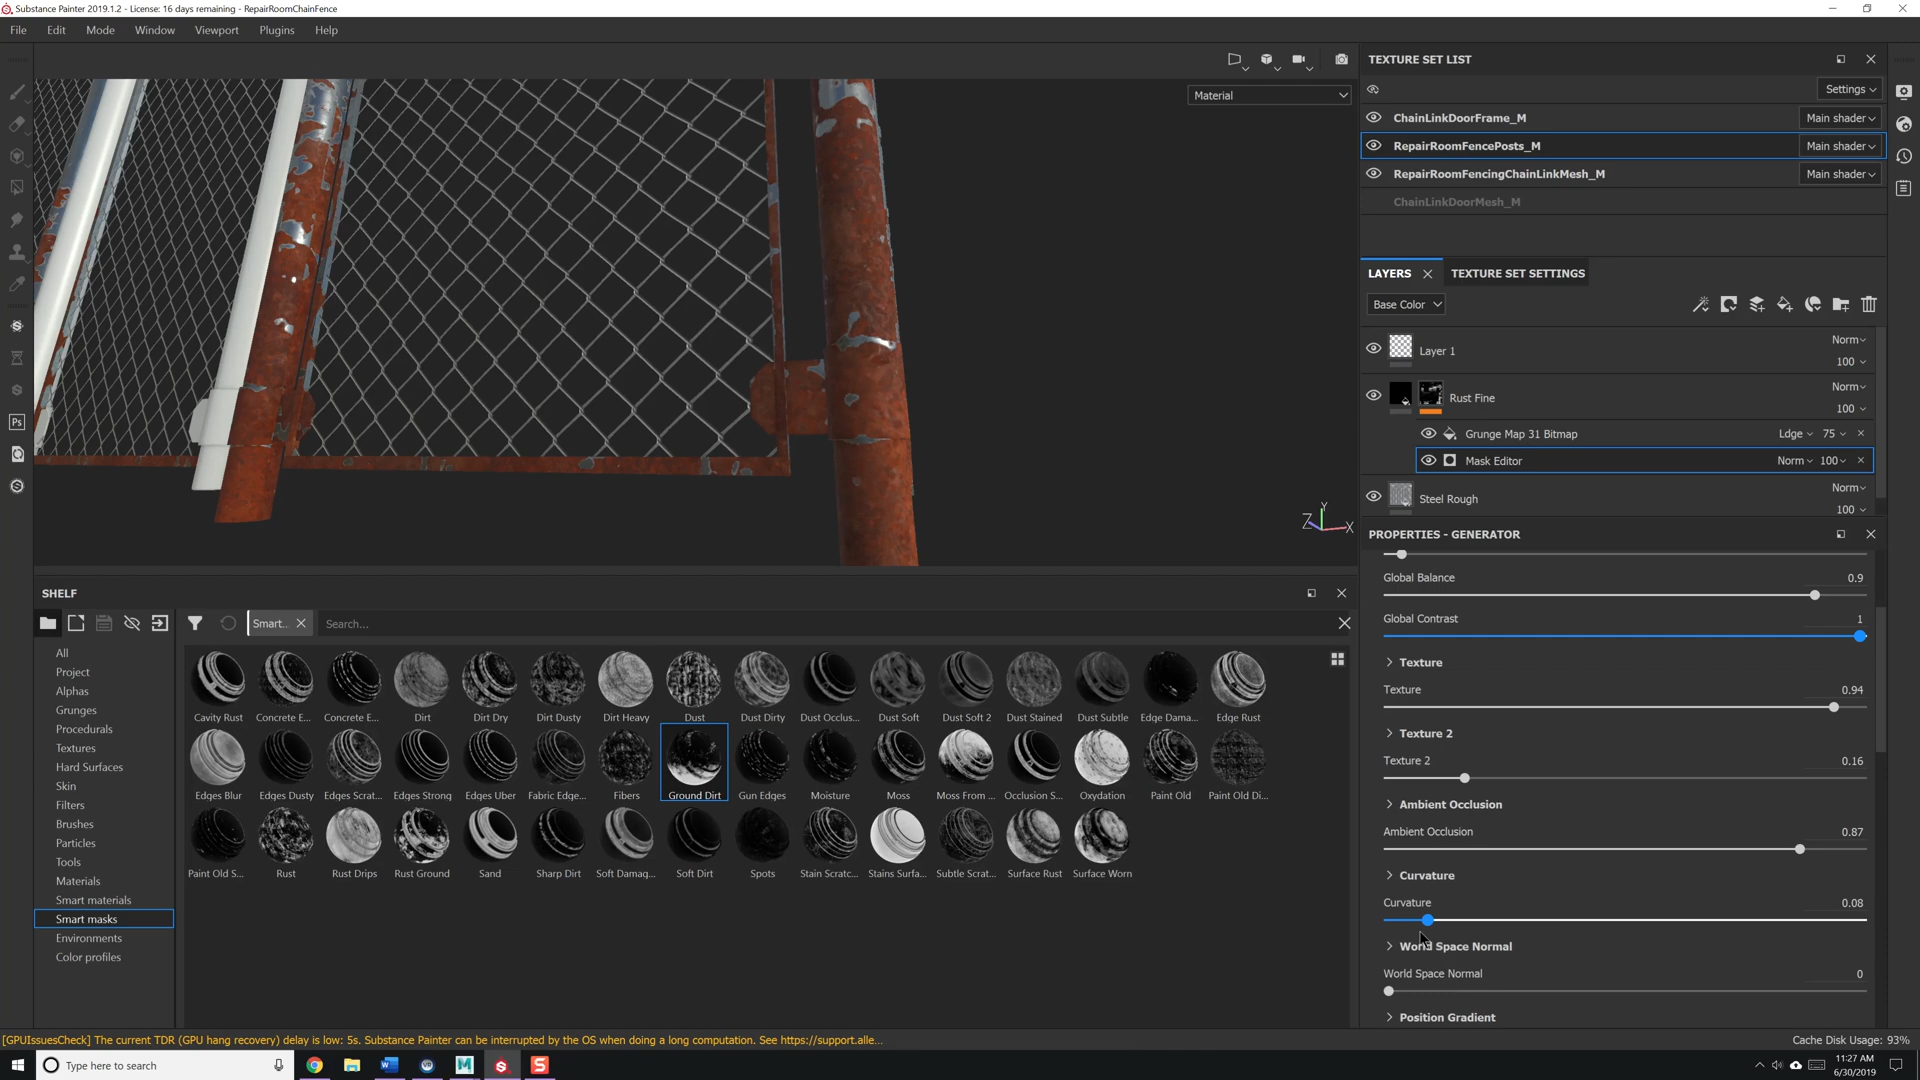 Substance Painter 2019.1.2 - License: 16 days remaining - RepairRoomChainFence
File Edit Mode Window Viewport Plugins Help
Material
TEXTURE SET LIST
Settings
ChainLinkDoorFrame_M Main shader
RepairRoomFencePosts_M Main shader
RepairRoomFencingChainLinkMesh_M Main shader
ChainLinkDoorMesh_M
LAYERS TEXTURE SET SETTINGS
Base Color
Layer 1 Norm 100
Rust Fine Norm 100
Grunge Map 31 Bitmap Ldge 75
Mask Editor Norm 100
Steel Rough Norm 100
Y
Z X
PROPERTIES - GENERATOR
Global Balance 0.9
Global Contrast 1
Texture
Texture 0.94
Texture 2
Texture 2 0.16
Ambient Occlusion
Ambient Occlusion 0.87
Curvature
Curvature 0.08
World Space Normal
World Space Normal 0
Position Gradient
SHELF
Smart... Search...
All
Project
Alphas
Grunges
Procedurals
Textures
Hard Surfaces
Skin
Filters
Brushes
Particles
Tools
Materials
Smart materials
Smart masks
Environments
Color profiles
Cavity Rust Concrete E... Concrete E... Dirt Dirt Dry Dirt Dusty Dirt Heavy Dust Dust Dirty Dust Occlus... Dust Soft Dust Soft 2 Dust Stained Dust Subtle Edge Dama... Edge Rust
Edges Blur Edges Dusty Edges Scrat... Edges Strong Edges Uber Fabric Edge... Fibers Ground Dirt Gun Edges Moisture Moss Moss From ... Occlusion S... Oxydation Paint Old Paint Old Di...
Paint Old S... Rust Rust Drips Rust Ground Sand Sharp Dirt Soft Damag... Soft Dirt Spots Stain Scratc... Stains Surfa... Subtle Scrat... Surface Rust Surface Worn
[GPUIssuesCheck] The current TDR (GPU hang recovery) delay is low: 5s. Substance Painter can be interrupted by the OS when doing a long computation. See https://support.alle...
Cache Disk Usage: 93%
Ps
Type here to search
11:27 AM
6/30/2019